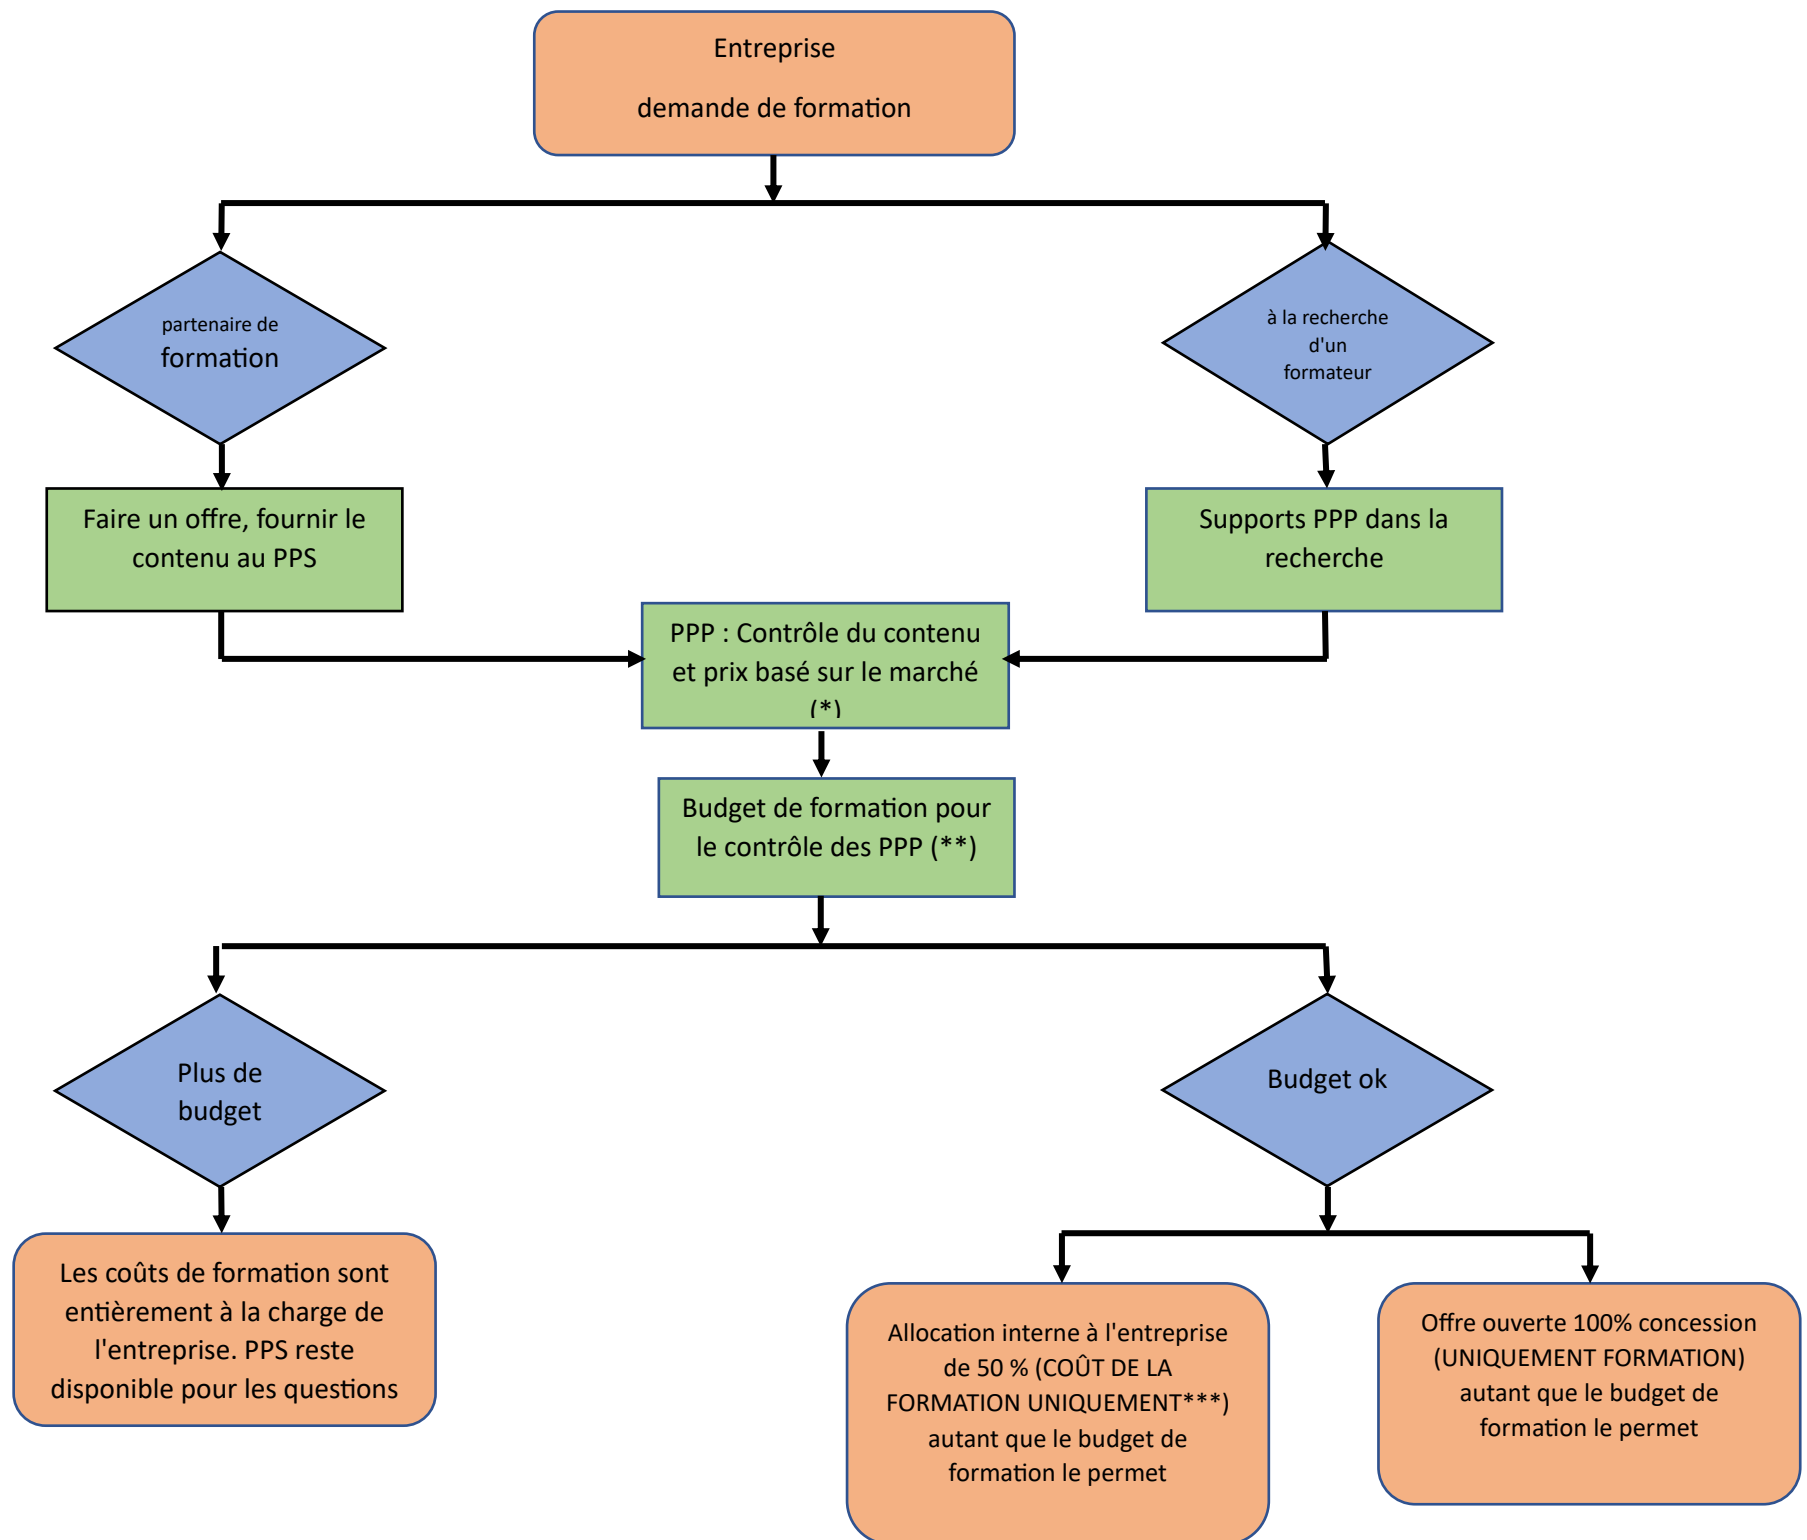 Entreprise
demande de formation
partenaire de
formation
à la recherche
d'un
formateur
Faire un offre, fournir le
contenu au PPS
Supports PPP dans la
recherche
PPP : Contrôle du contenu
et prix basé sur le marché
(*)
Budget de formation pour
le contrôle des PPP (**)
Plus de
budget
Budget ok
Les coûts de formation sont
entièrement à la charge de
l'entreprise. PPS reste
disponible pour les questions
Allocation interne à l'entreprise
de 50 % (COÛT DE LA
FORMATION UNIQUEMENT***)
autant que le budget de
formation le permet
Offre ouverte 100% concession
(UNIQUEMENT FORMATION)
autant que le budget de
formation le permet